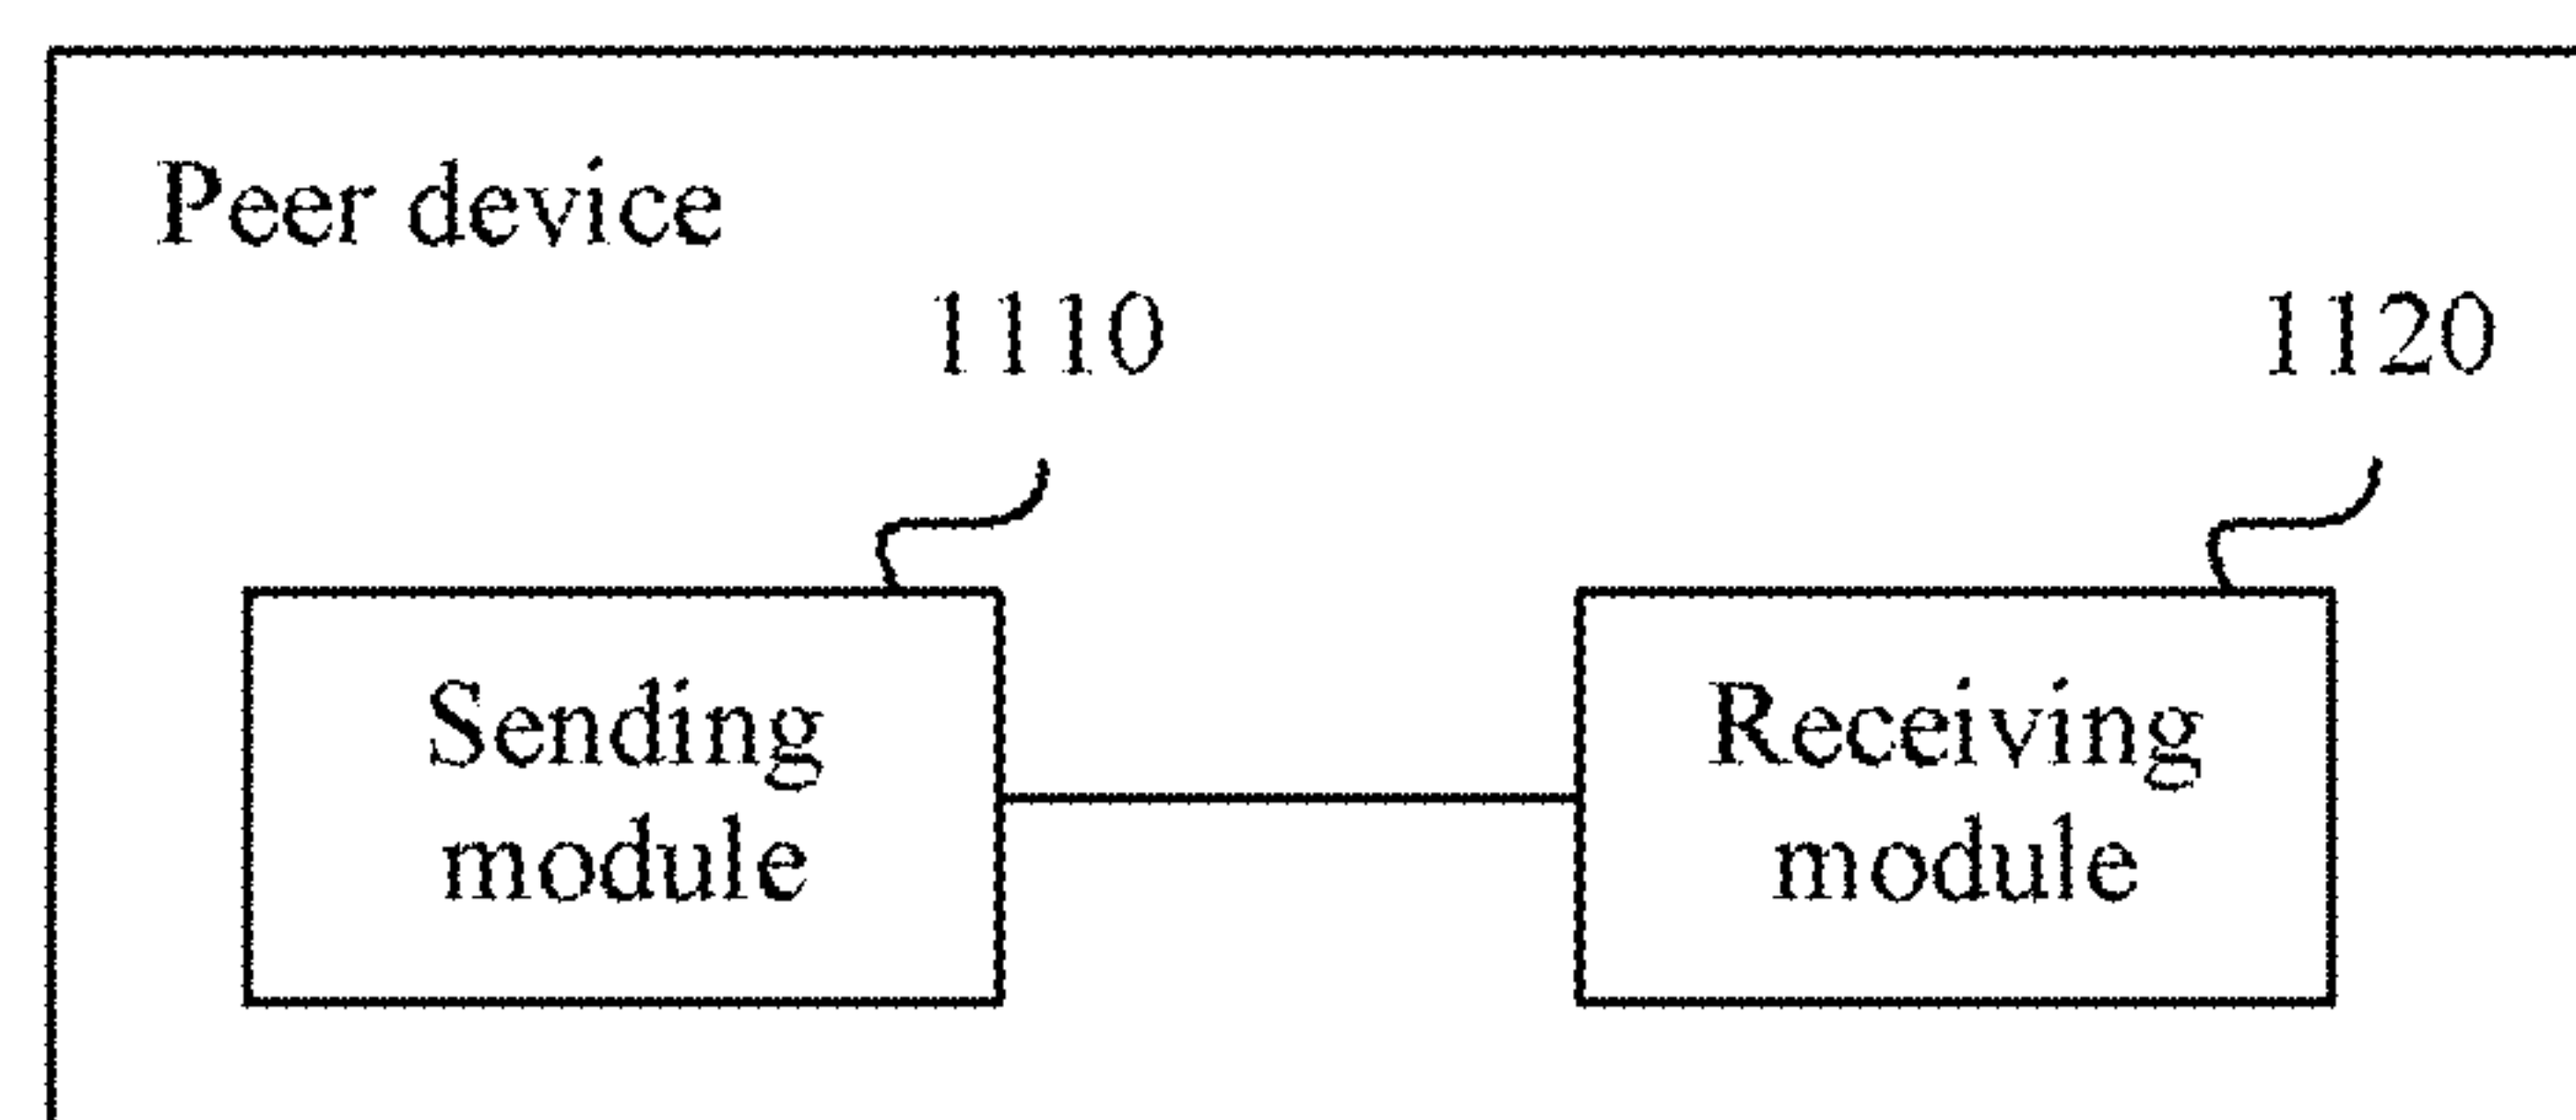 Peer device
1110
1120
Sending
module
Receiving
module